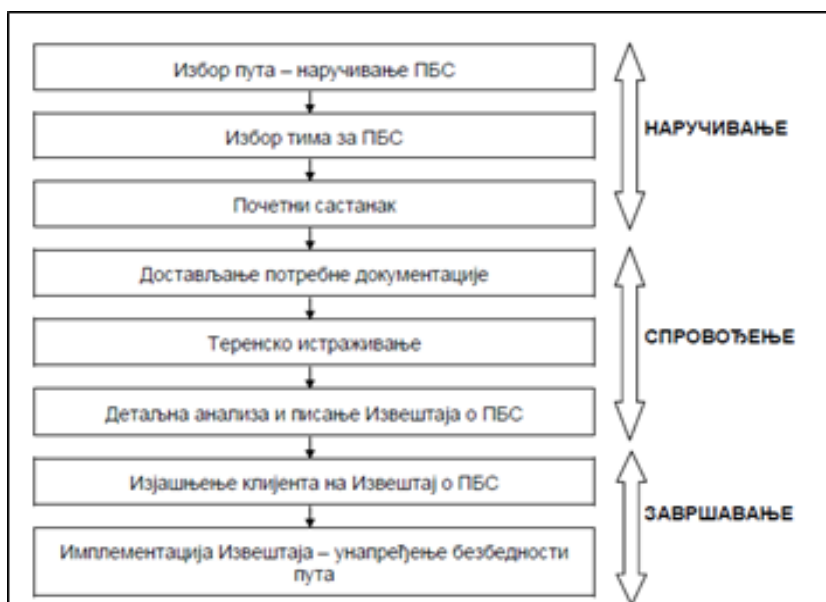 Избор пута – наручивање ПБС
Избор тима за ПБС
Почетни састанак
НАРУЧИВАЊЕ
Достављање потребне документације
Теренско истраживање
Детаљна анализа и писање Извештаја о ПБС
СПРОВОЂЕЊЕ
Изјашњење клијента на Извештај о ПБС
Имплементација Извештаја – унапређење безбедности
пута
ЗАВРШАВАЊЕ